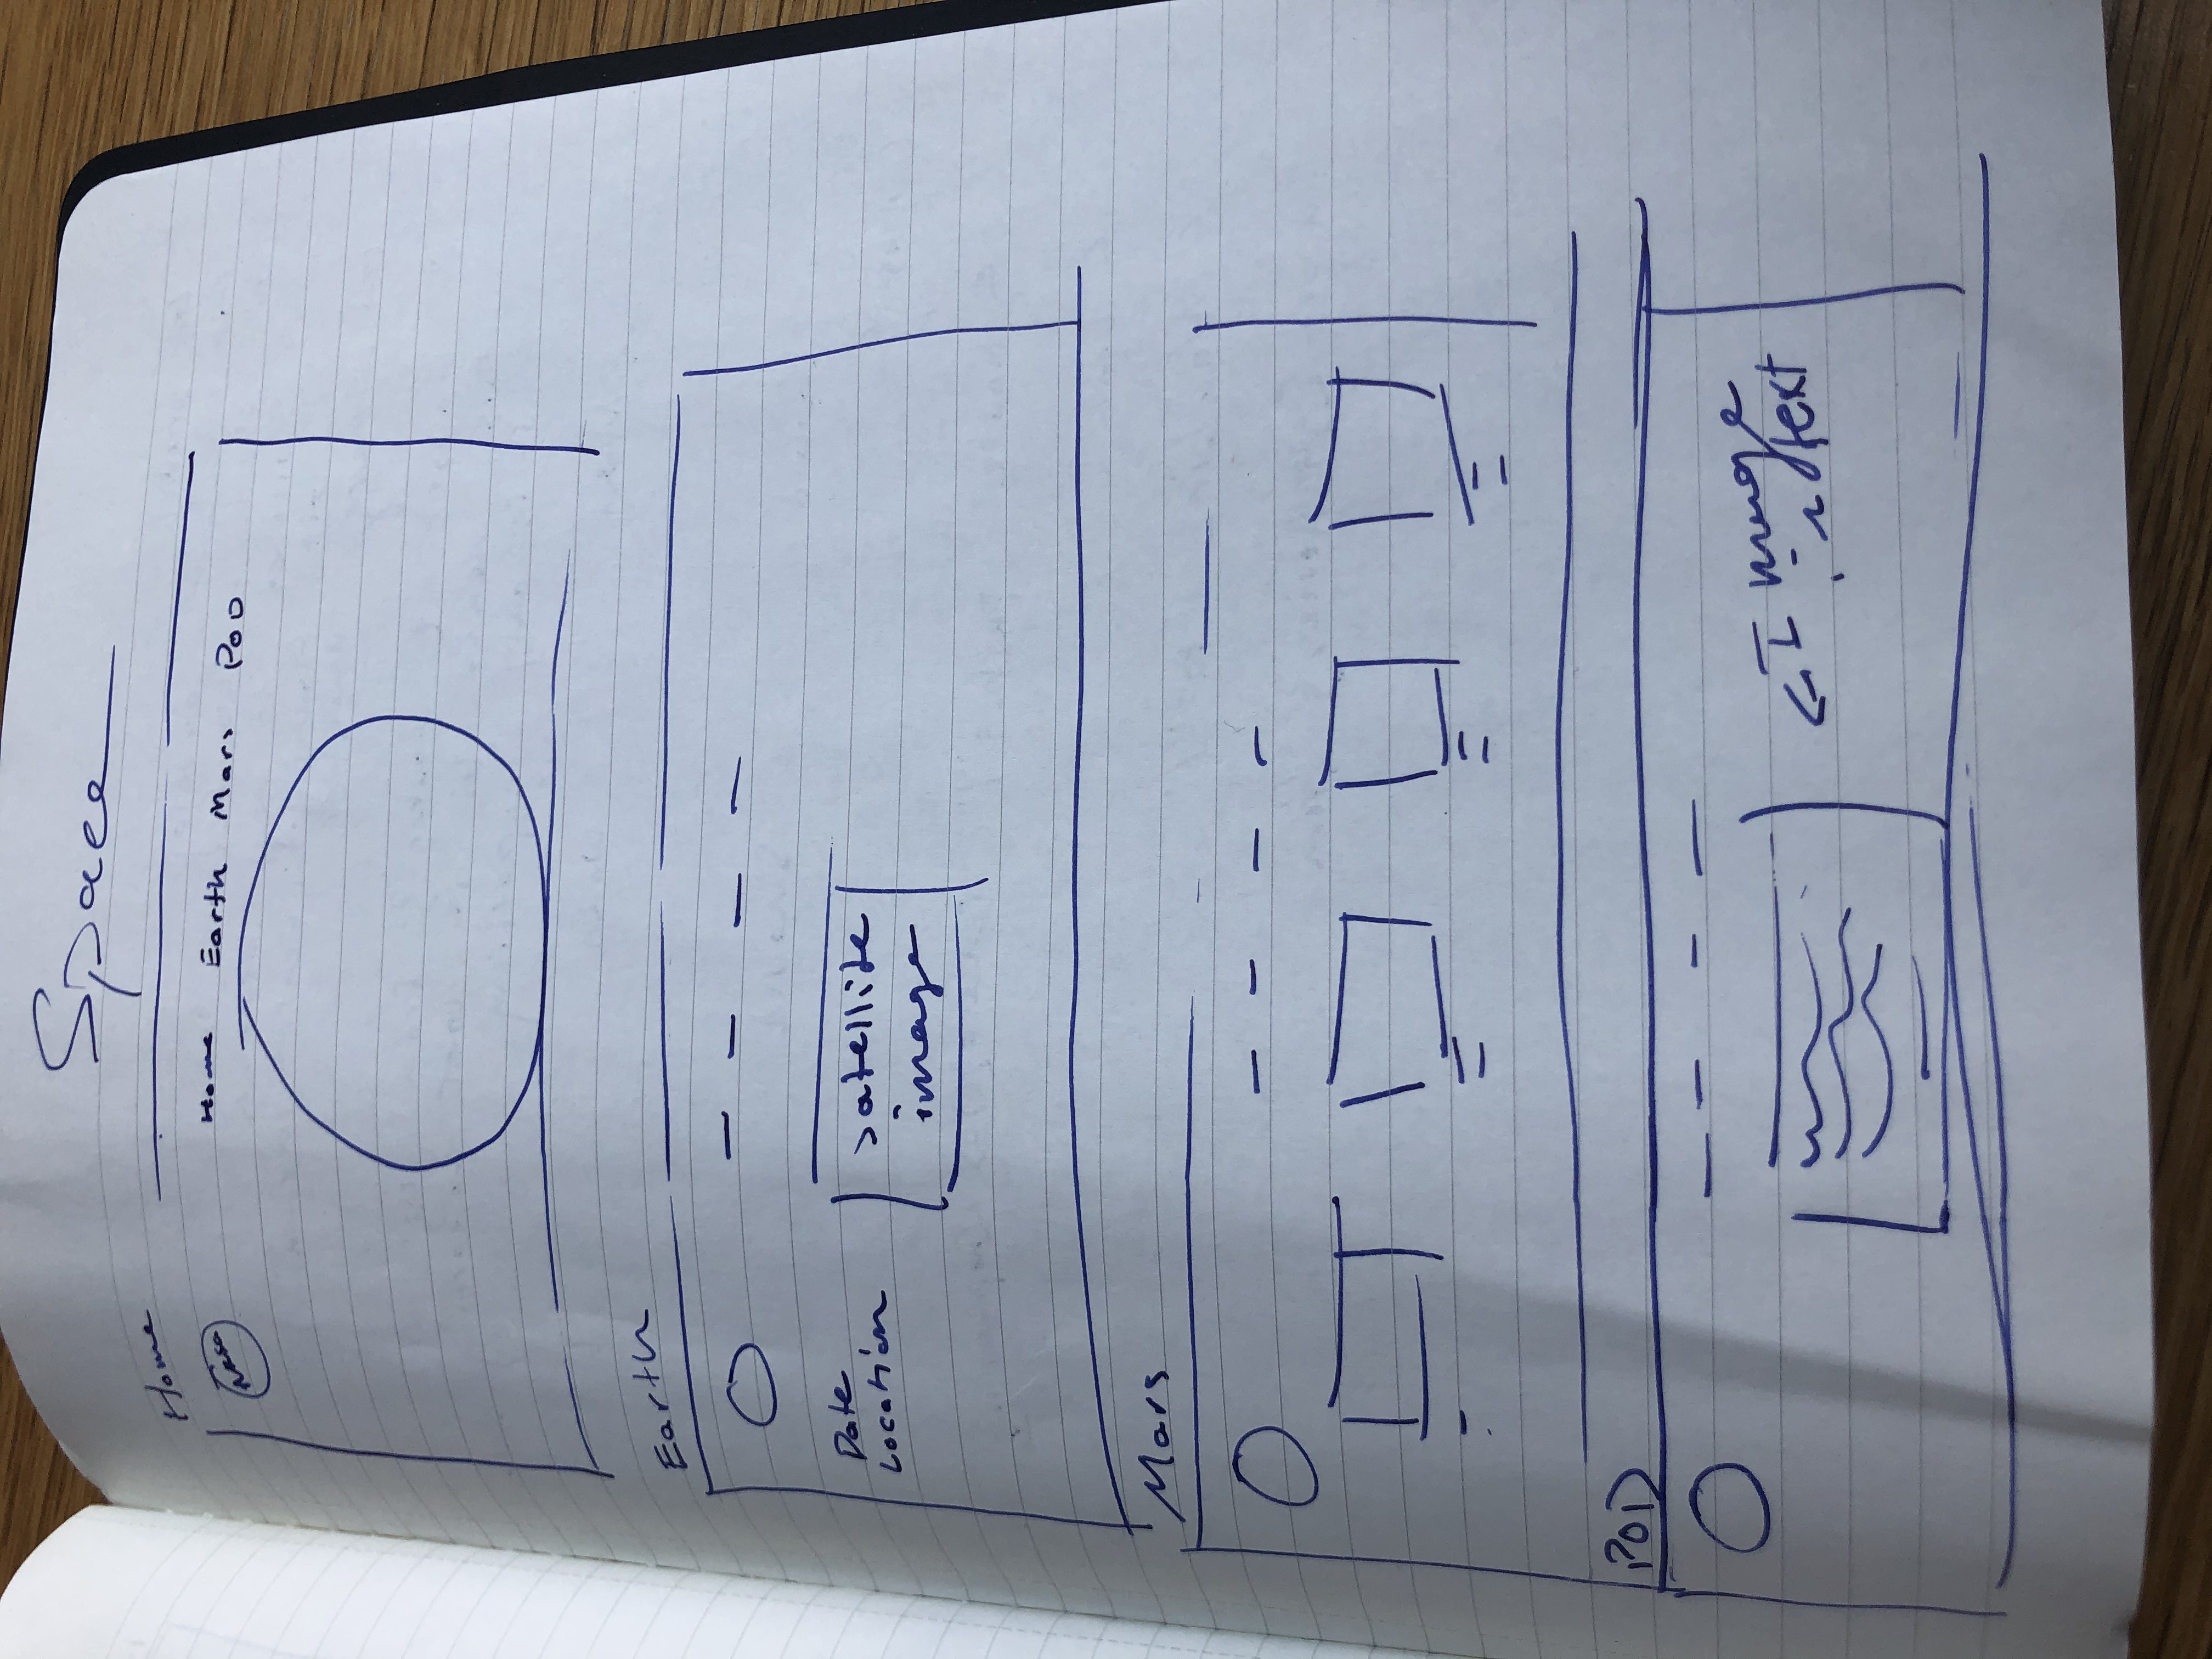 Space
Home
Nasa
Home Earth Mars POD
Earth
Date
Location
satellite
image
Mars
POD
Image
text